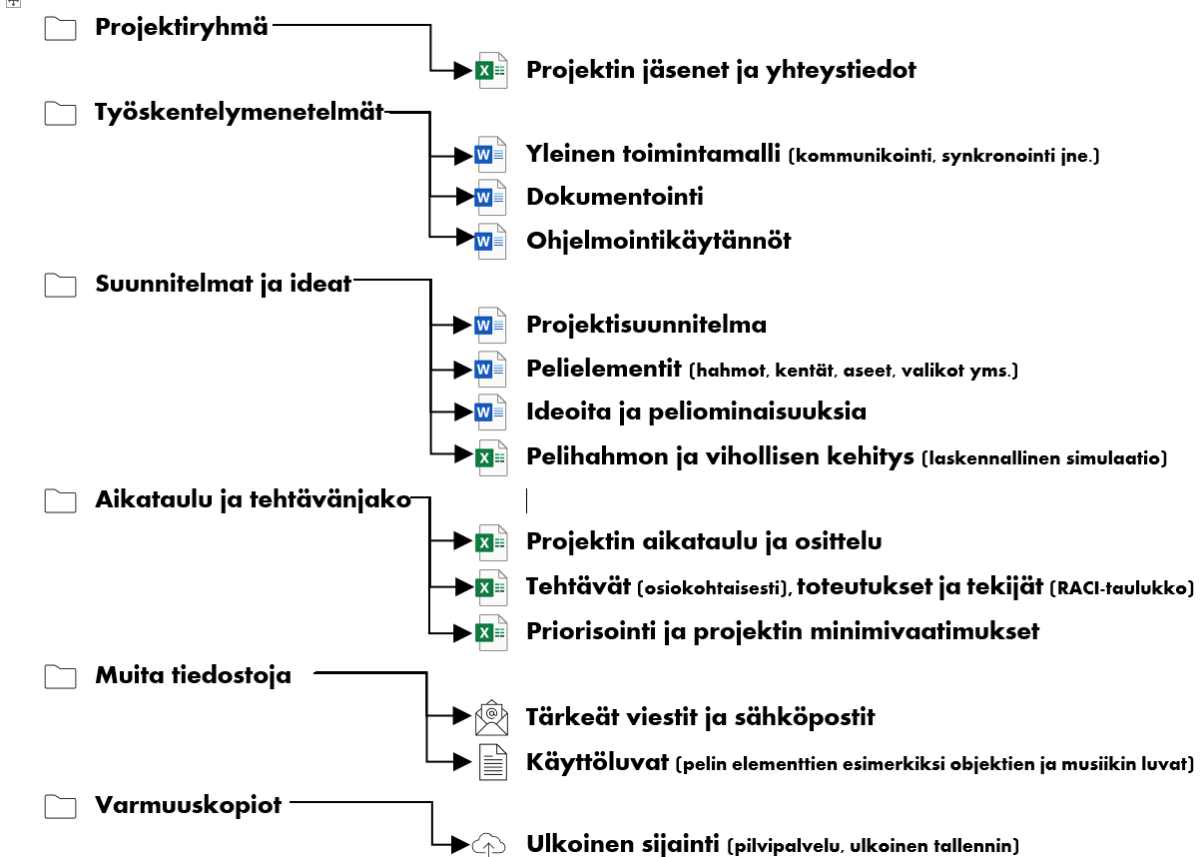 Projektiryhmä
Projektin jäsenet ja yhteystiedot
Työskentelymenetelmät
Yleinen toimintamalli (kommunikointi, synkronointi jne.)
Dokumentointi
Ohjelmointikäytännöt
Suunnitelmat ja ideat
Projektisuunnitelma
Pelielementit (hahmot, kentät, aseet, valikot yms.)
Ideoita ja peliominaisuuksia
Pelihahmon ja vihollisen kehitys (laskennallinen simulaatio)
Aikataulu ja tehtävänjako
Projektin aikataulu ja osittelu
Tehtävät (osiokohtaisesti), toteutukset ja tekijät (RACI-taulukko)
Priorisointi ja projektin minimivaatimukset
Muita tiedostoja
Tärkeät viestit ja sähköpostit
Käyttöluvat (pelin elementtien esimerkiksi objektien ja musiikin luvat)
Varmuuskopiot
Ulkoinen sijainti (pilvipalvelu, ulkoinen tallennin)